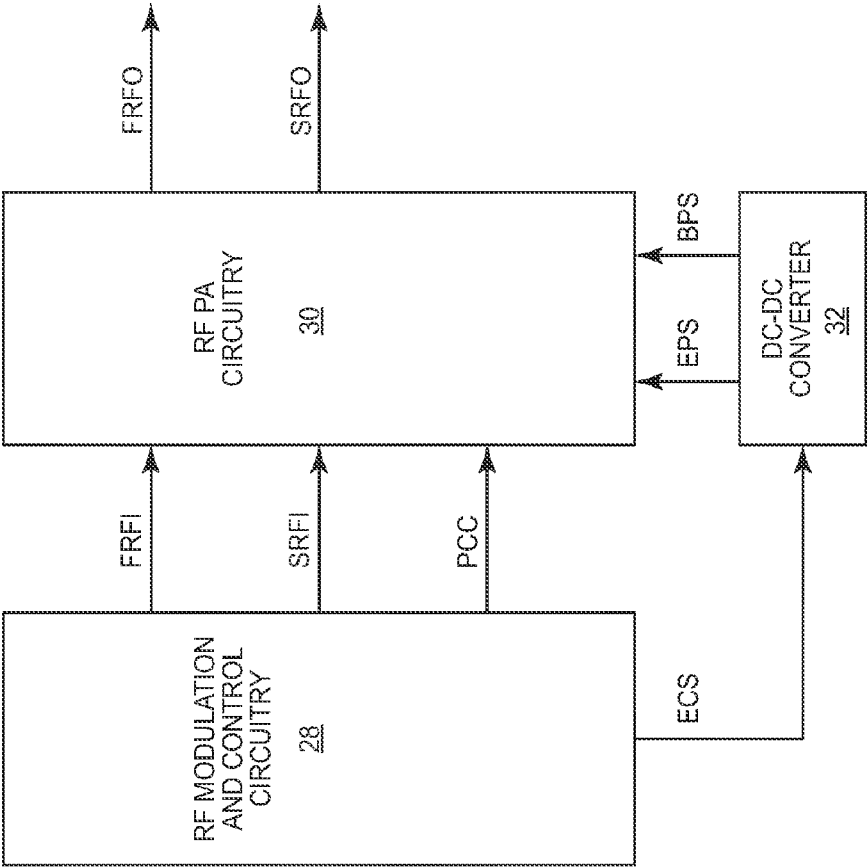 RF MODULATION
AND CONTROL
CIRCUITRY
28
FRFI
SRFI
PCC
ECS
RF PA
CIRCUITRY
30
EPS
BPS
DC-DC
CONVERTER
32
FRFO
SRFO